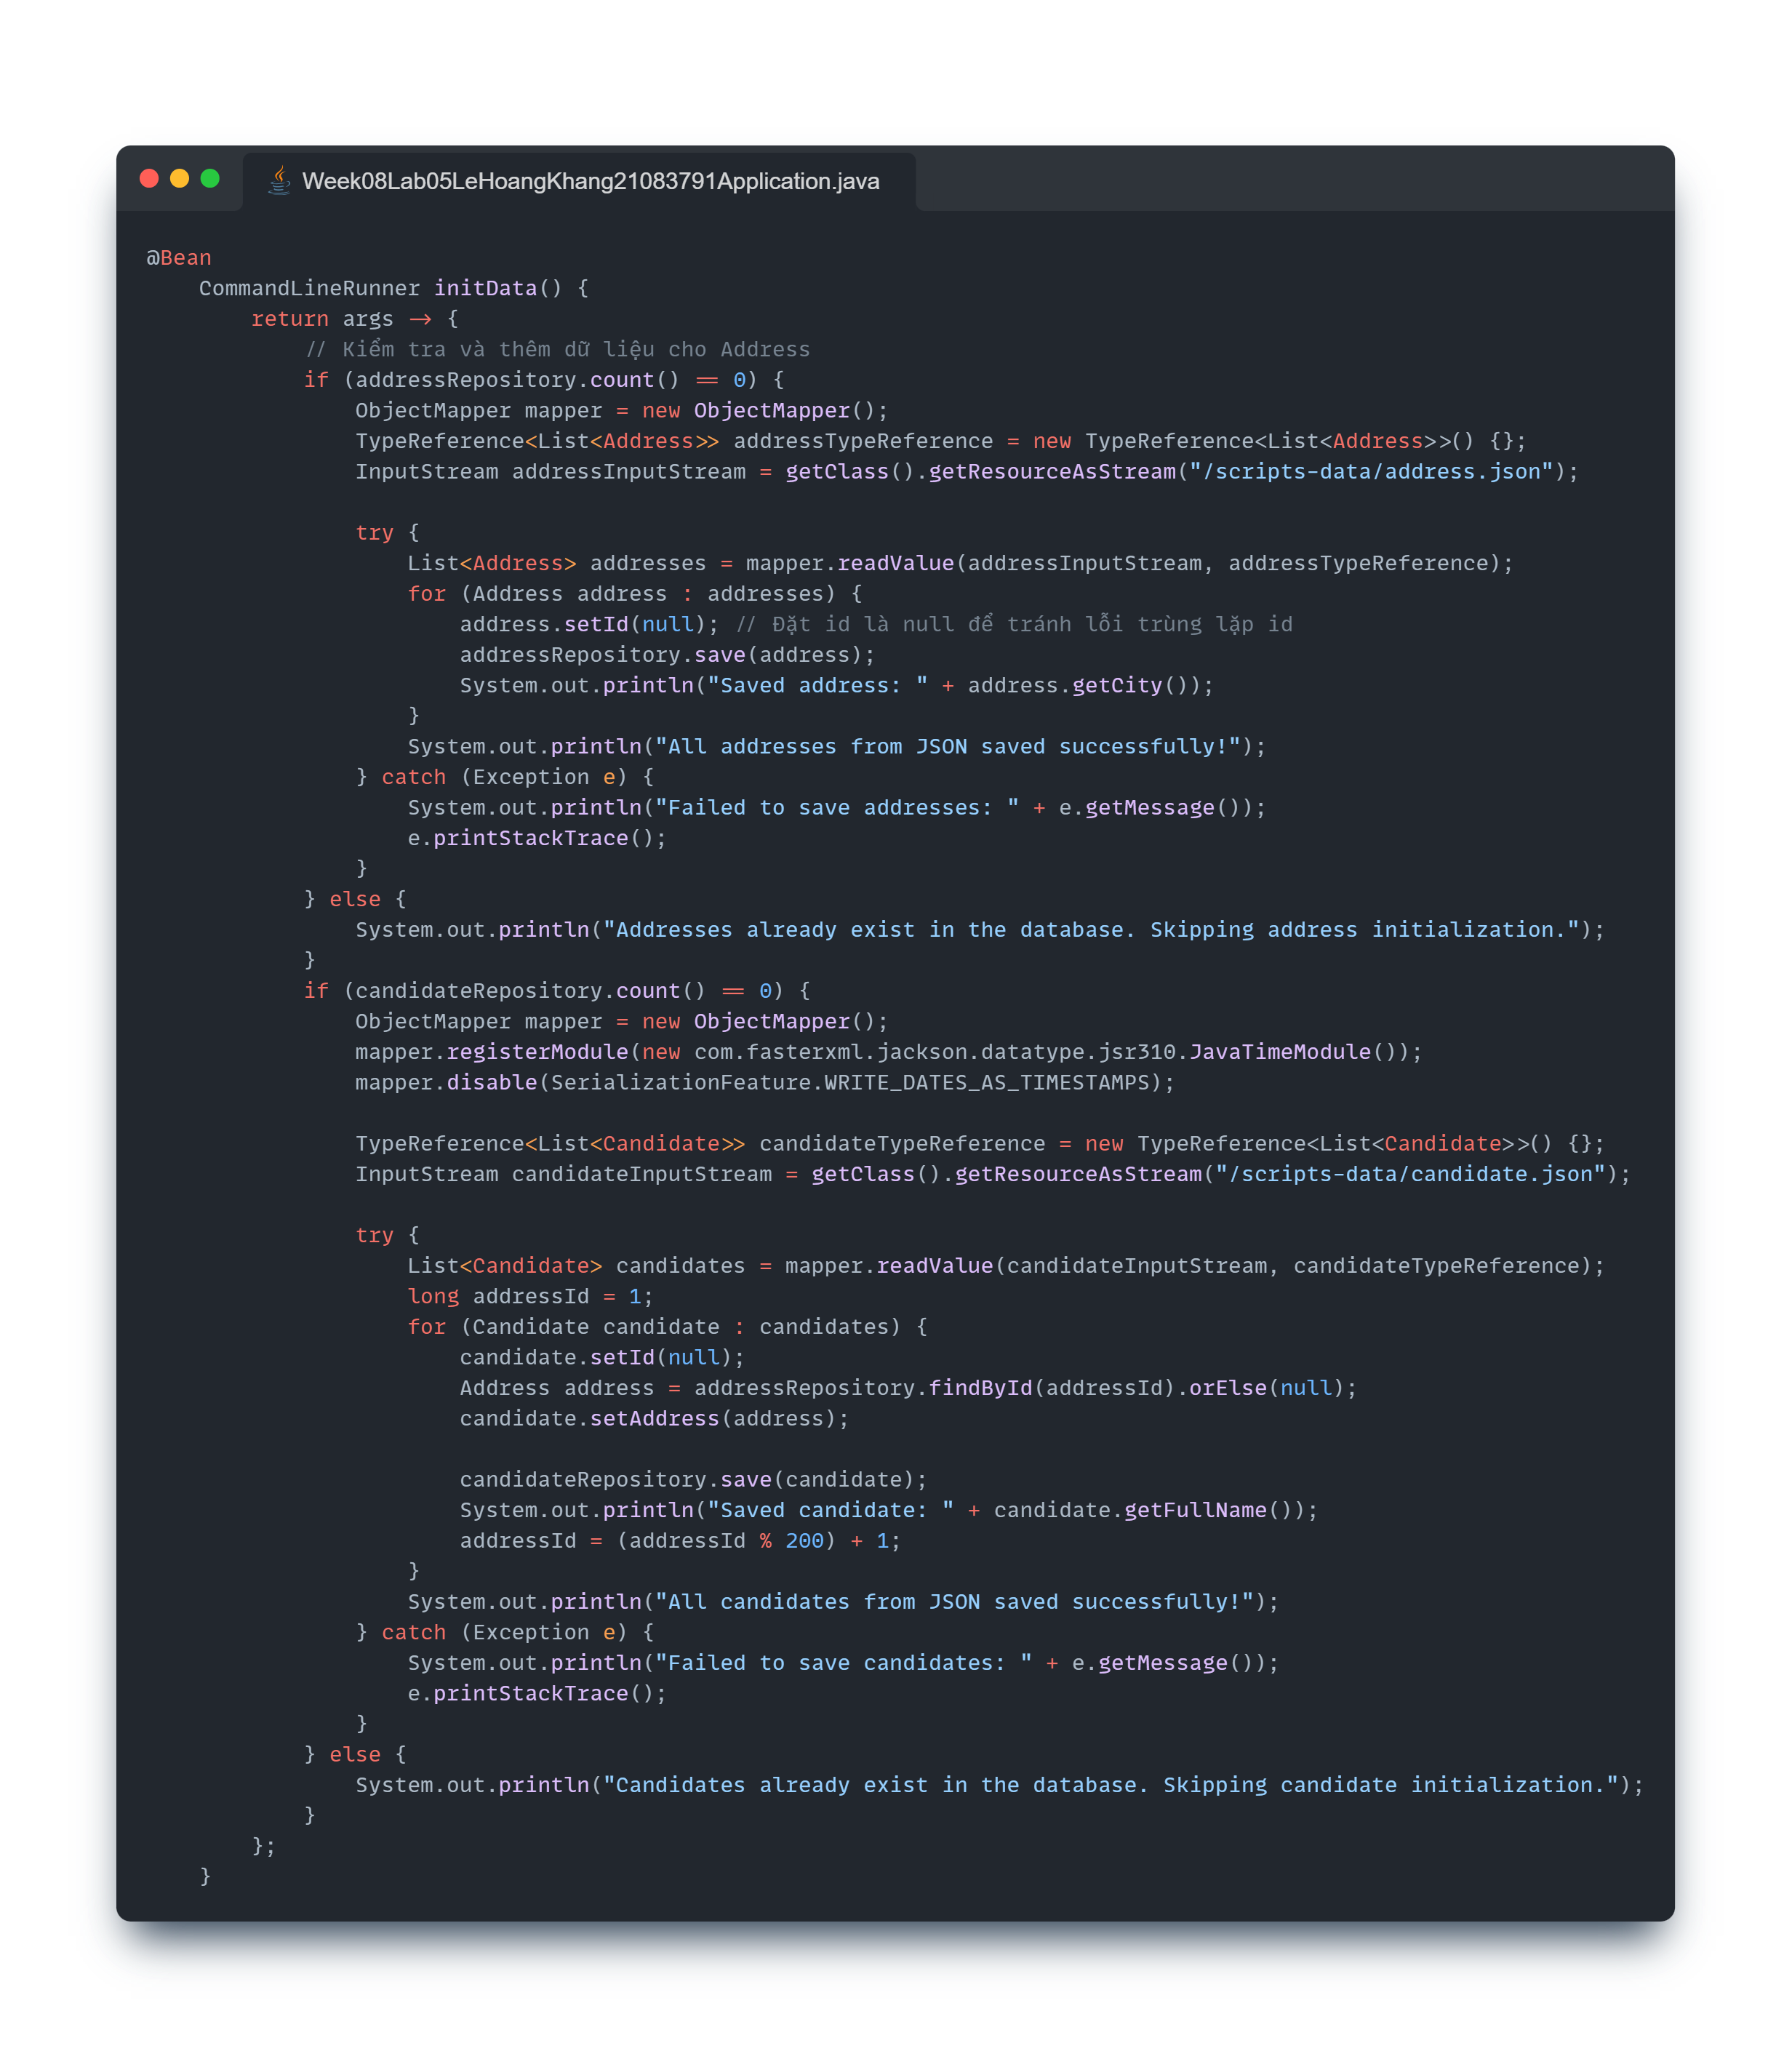 Week08Lab05LeHoangKhang21083791Application.java
@Bean
    CommandLineRunner initData() {
        return args -> {
            // Kiểm tra và thêm dữ liệu cho Address
            if (addressRepository.count() == 0) {
                ObjectMapper mapper = new ObjectMapper();
                TypeReference<List<Address>> addressTypeReference = new TypeReference<List<Address>>() {};
                InputStream addressInputStream = getClass().getResourceAsStream("/scripts-data/address.json");

                try {
                    List<Address> addresses = mapper.readValue(addressInputStream, addressTypeReference);
                    for (Address address : addresses) {
                        address.setId(null); // Đặt id là null để tránh lỗi trùng lặp id
                        addressRepository.save(address);
                        System.out.println("Saved address: " + address.getCity());
                    }
                    System.out.println("All addresses from JSON saved successfully!");
                } catch (Exception e) {
                    System.out.println("Failed to save addresses: " + e.getMessage());
                    e.printStackTrace();
                }
            } else {
                System.out.println("Addresses already exist in the database. Skipping address initialization.");
            }
            if (candidateRepository.count() == 0) {
                ObjectMapper mapper = new ObjectMapper();
                mapper.registerModule(new com.fasterxml.jackson.datatype.jsr310.JavaTimeModule());
                mapper.disable(SerializationFeature.WRITE_DATES_AS_TIMESTAMPS);

                TypeReference<List<Candidate>> candidateTypeReference = new TypeReference<List<Candidate>>() {};
                InputStream candidateInputStream = getClass().getResourceAsStream("/scripts-data/candidate.json");

                try {
                    List<Candidate> candidates = mapper.readValue(candidateInputStream, candidateTypeReference);
                    long addressId = 1;
                    for (Candidate candidate : candidates) {
                        candidate.setId(null);
                        Address address = addressRepository.findById(addressId).orElse(null);
                        candidate.setAddress(address);

                        candidateRepository.save(candidate);
                        System.out.println("Saved candidate: " + candidate.getFullName());
                        addressId = (addressId % 200) + 1;
                    }
                    System.out.println("All candidates from JSON saved successfully!");
                } catch (Exception e) {
                    System.out.println("Failed to save candidates: " + e.getMessage());
                    e.printStackTrace();
                }
            } else {
                System.out.println("Candidates already exist in the database. Skipping candidate initialization.");
            }
        };
    }